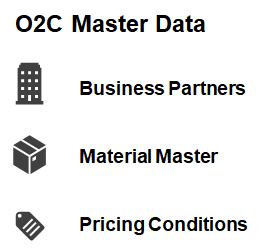 O2C Master Data
Business Partners
Material Master
Pricing Conditions